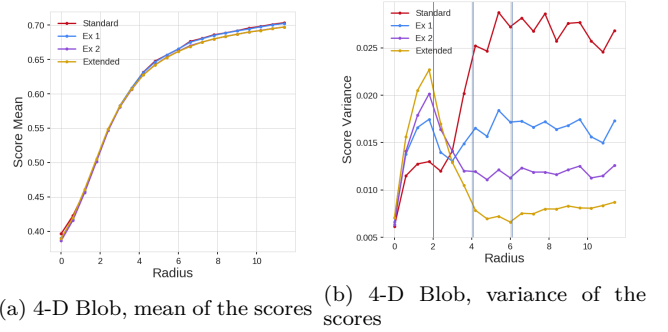 Standard
Ex 1
Ex 2
Extended
0.70
0.65
0.60
0.55
0.50
0.45
0.40
Score Mean
0 2 4 6 8 10
Radius
(a) 4-D Blob, mean of the scores
Standard
Ex 1
Ex 2
Extended
0.025
0.020
0.015
0.010
0.005
Score Variance
0 2 4 6 8 10
Radius
(b) 4-D Blob, variance of the
scores